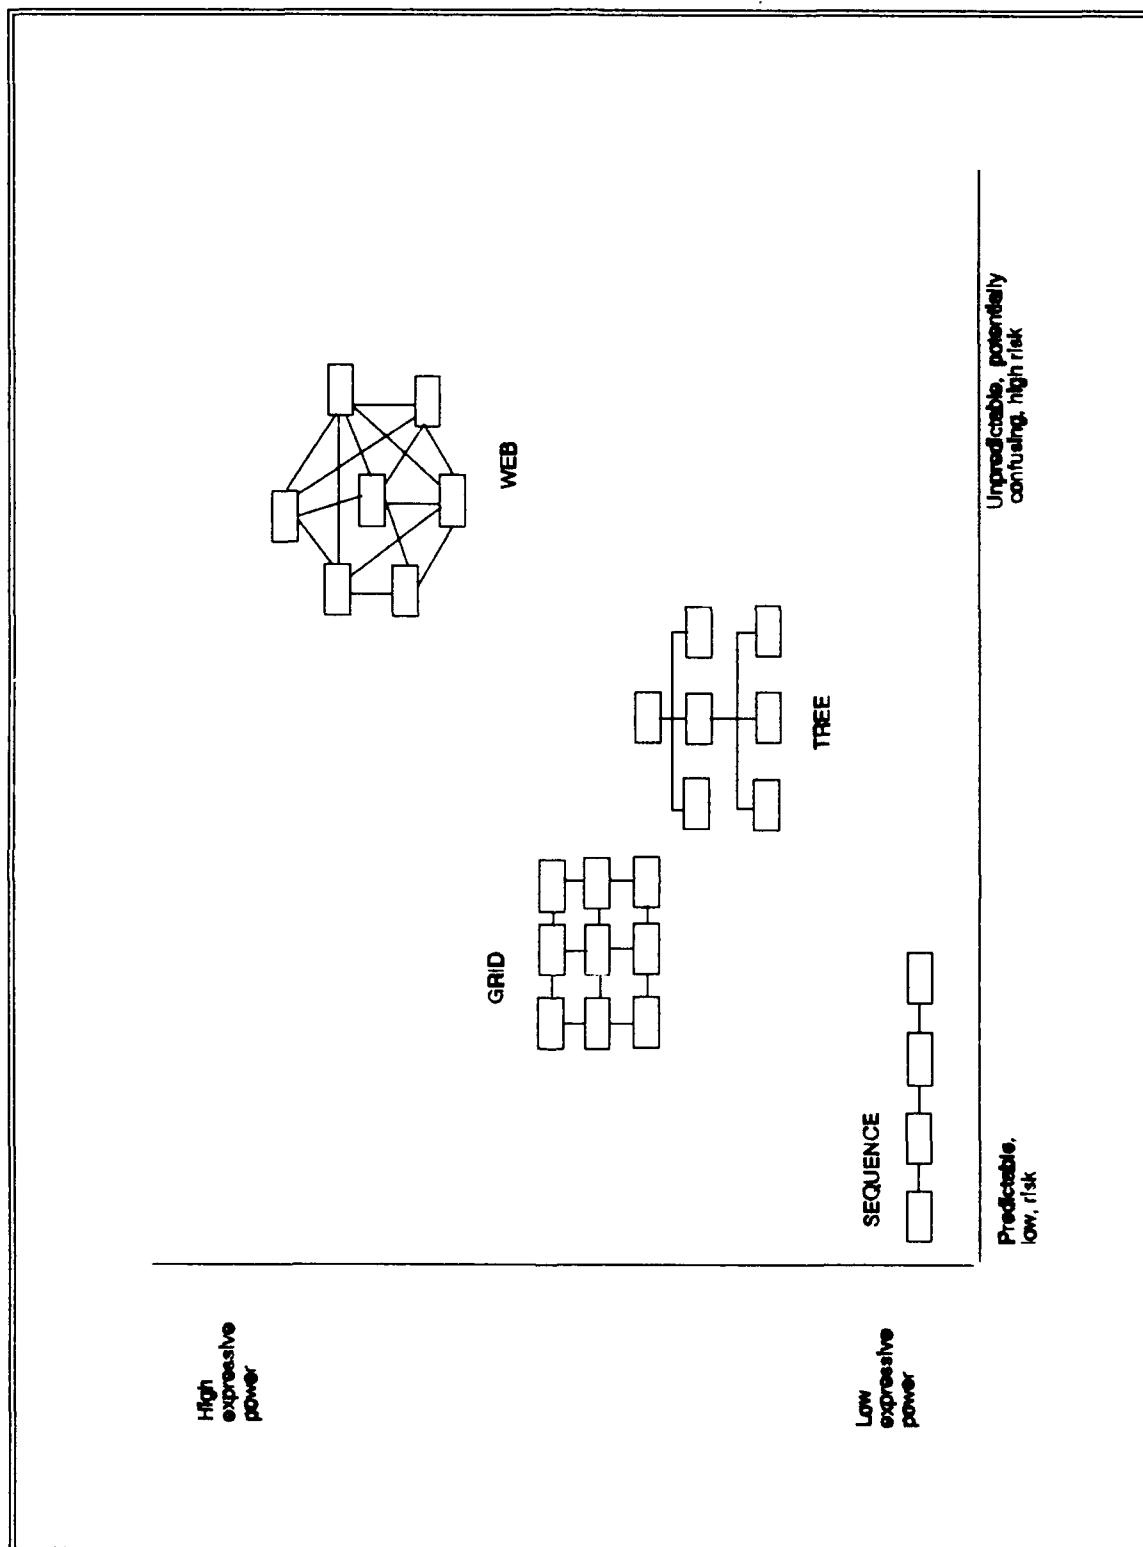 High
expressive
power
WEB
GRID
TREE
SEQUENCE
Low
expressive
power
Predictable,
low, risk
Unpredictable, potentially
confusing, high risk